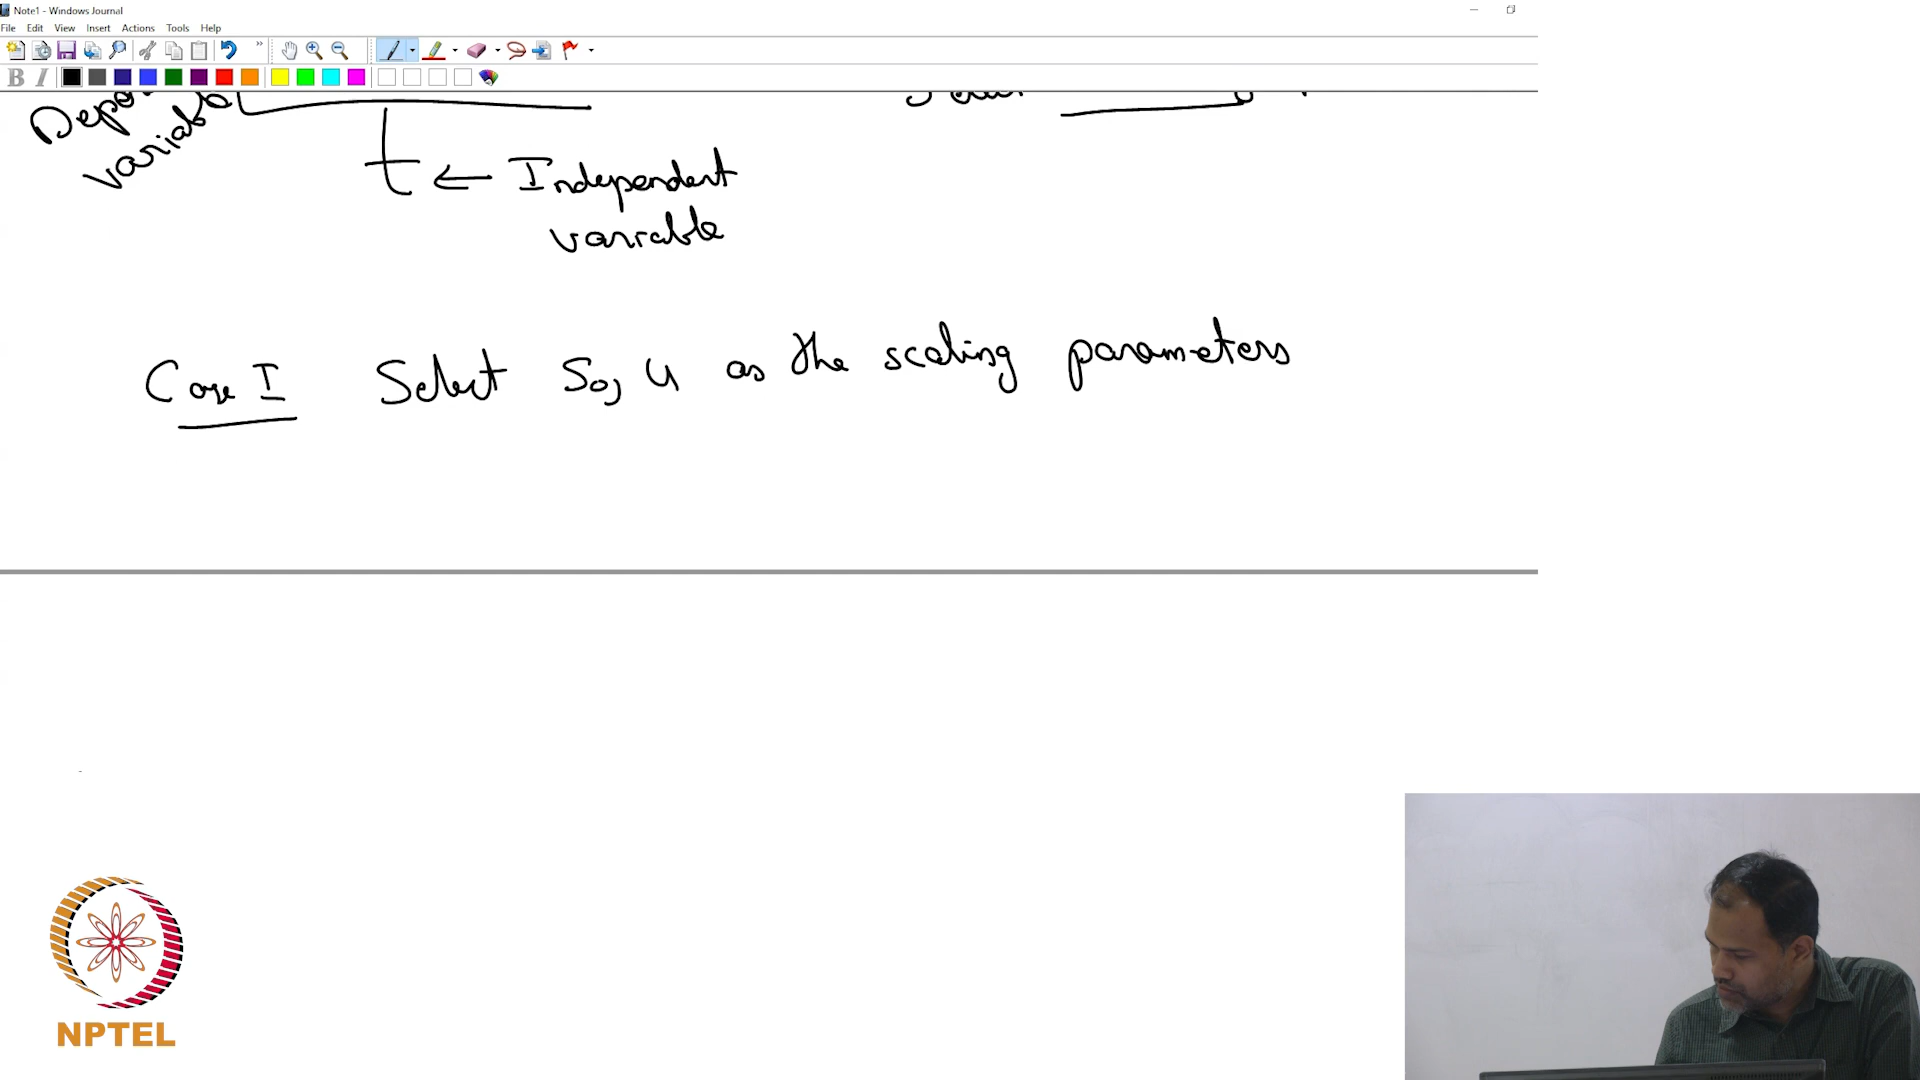 Note1 - Windows Journal
File Edit View Insert Actions Tools Help
B I
variable
t ← Independent
variable
Case I Select S0, u as the scaling parameters
NPTEL